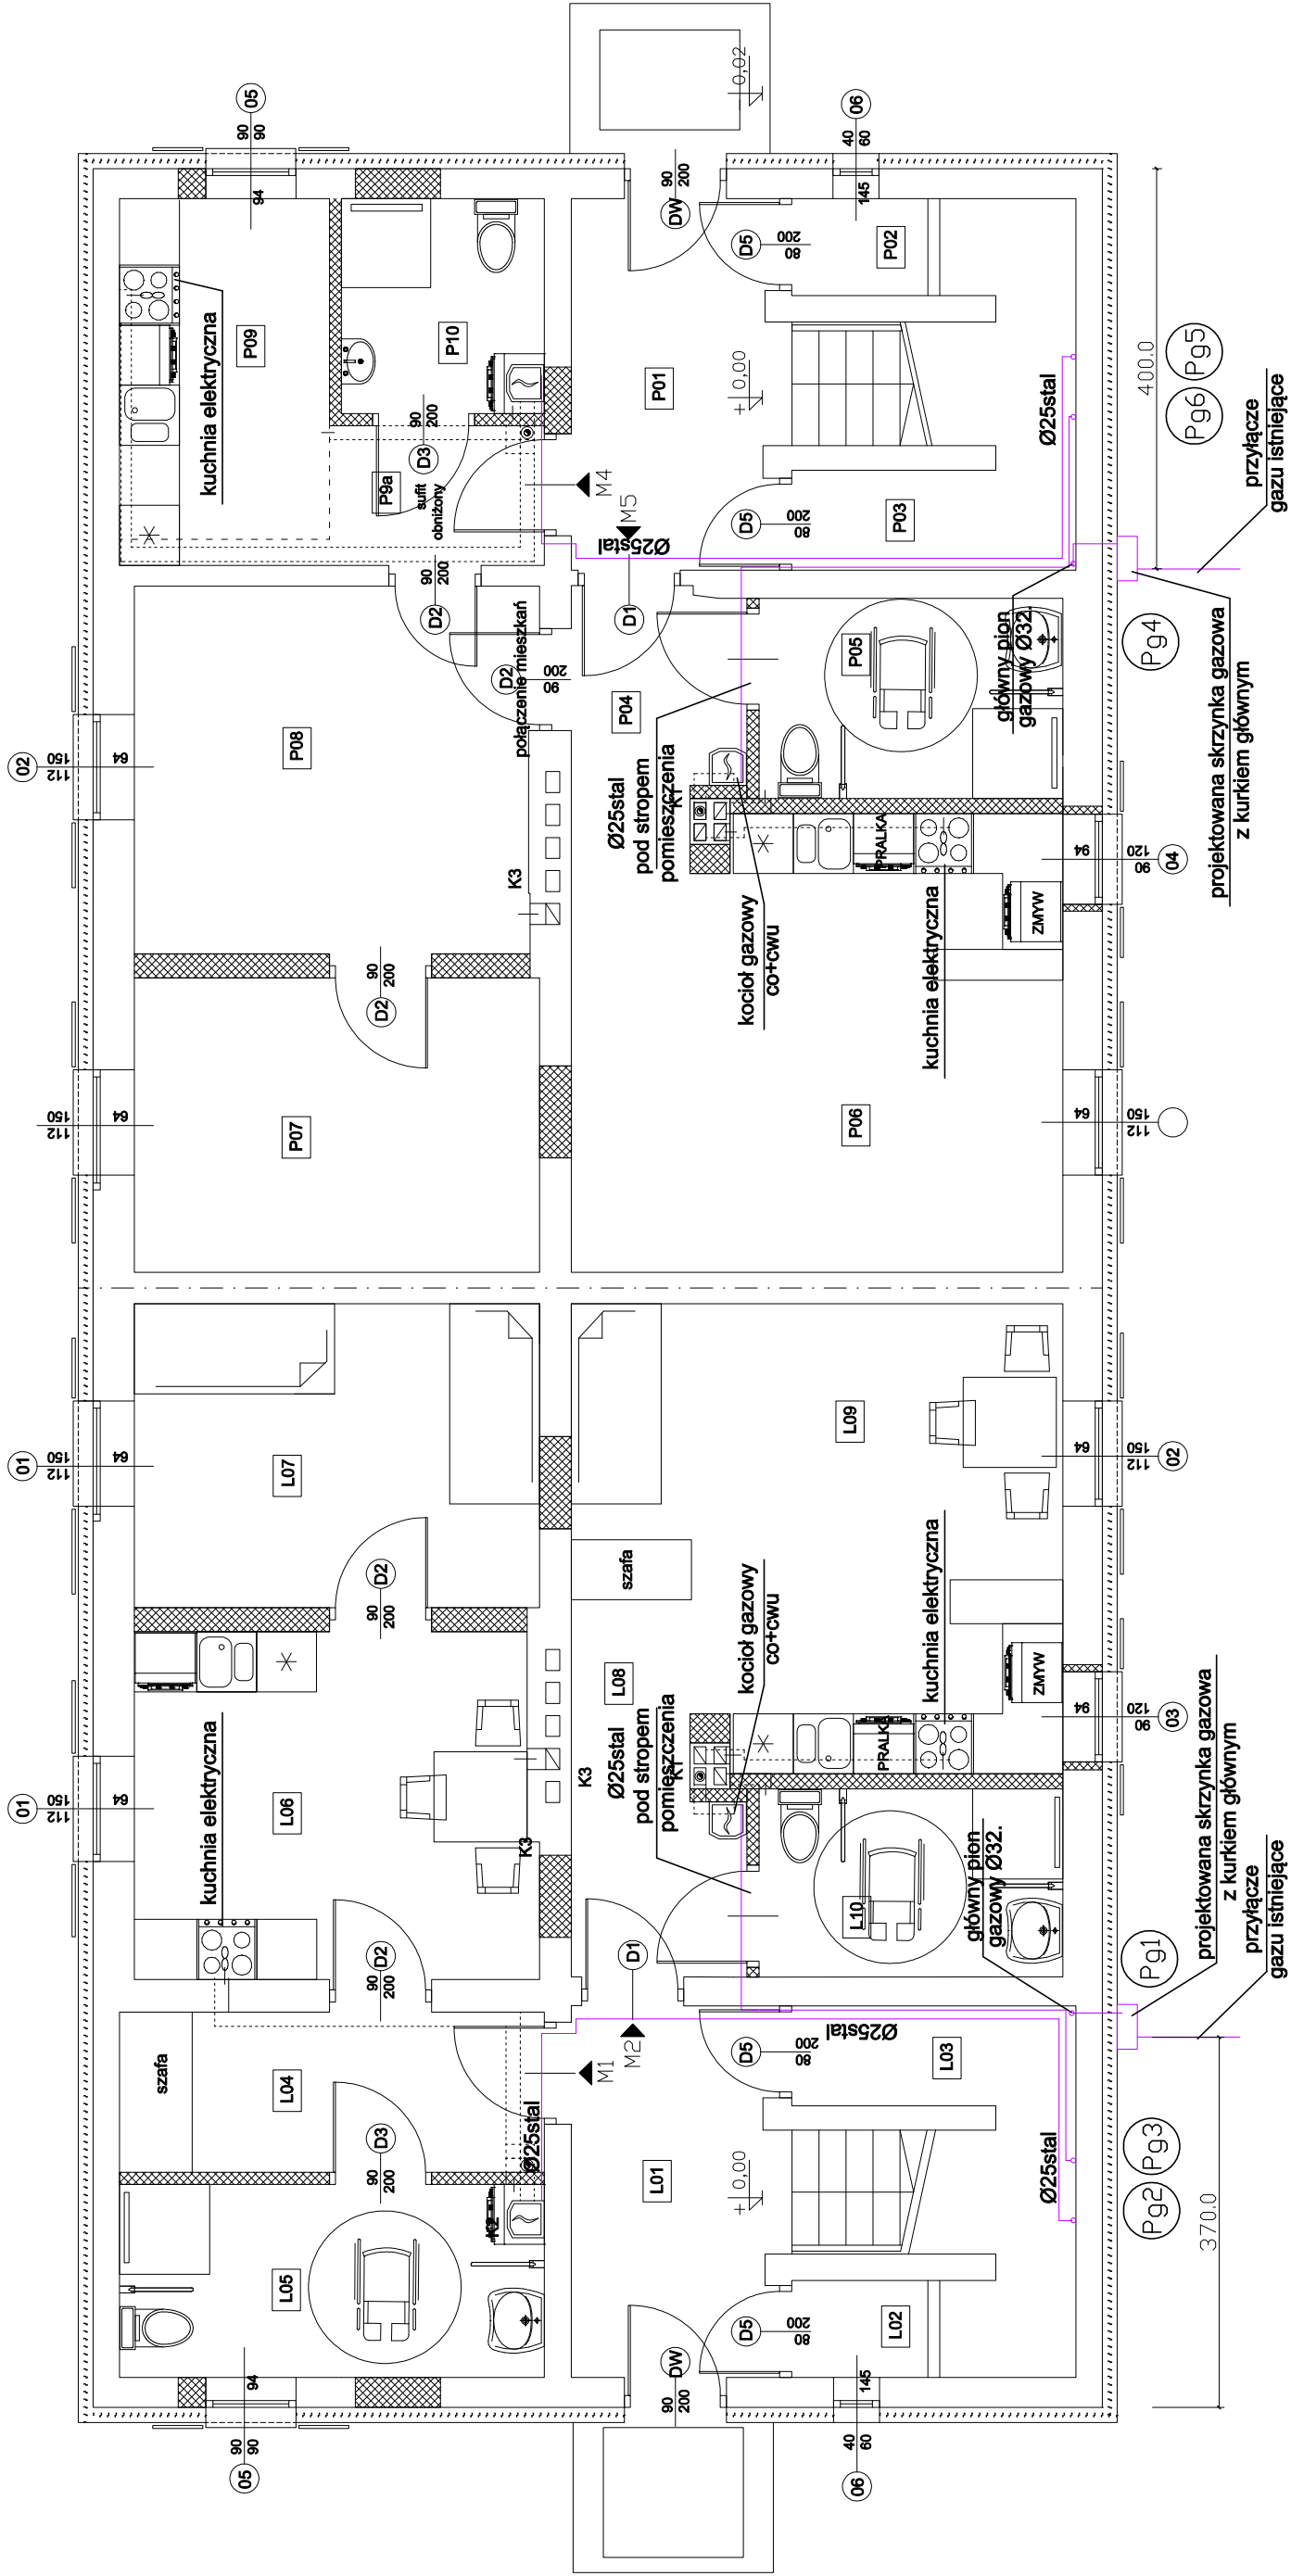 05
90
90
94
kuchnia elektryczna
P09
P10
90
200
D3
P9a
sufit
obniżony
- 0,02
06
40
60
145
90
200
DW
D5
80
200
P02
P01
+ 0,00
P03
D5
80
200
Ø25stal
M4
M5
Ø25stal
400.0
Pg6
Pg5
przyłącze
gazu istniejące
Pg4
projektowana skrzynka gazowa
z kurkiem głównym
główny pion
gazowy Ø32.
90
200
D2
D2
90
200
połączenie mieszkań
D1
P04
P05
P08
02
150
112
64
Ø25stal
pod stropem
pomieszczenia
K1
K3
PRALKA
ZMYW
94
120
90
04
kocioł gazowy
co+cwu
kuchnia elektryczna
90
200
D2
P07
150
112
64
P06
64
150
112
01
150
112
64
L07
L09
64
150
112
02
D2
90
200
szafa
kocioł gazowy
co+cwu
kuchnia elektryczna
L08
Ø25stal
pod stropem
pomieszczenia
K1
K3
K3
PRALKA
ZMYW
94
120
90
03
01
150
112
64
L06
kuchnia elektryczna
D2
90
200
D1
L10
główny pion
gazowy Ø32.
projektowana skrzynka gazowa
z kurkiem głównym
przyłącze
gazu istniejące
Pg1
szafa
L04
D3
90
200
M1
M2
Ø25stal
Ø25stal
D5
80
200
L03
L01
+ 0,00
Ø25stal
Pg2
Pg3
370.0
K2
L05
D5
80
200
L02
DW
90
200
94
90
90
05
145
40
60
06